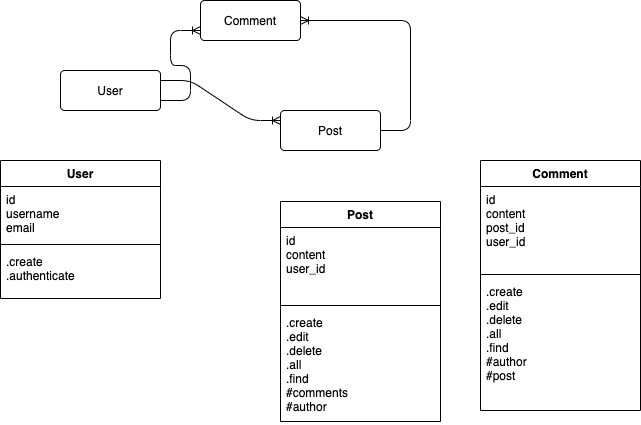 Comment
User
Post
User
id
username
email
.create
.authenticate
Post
id
content
user_id
.create
.edit
.delete
.all
.find
#comments
#author
Comment
id
content
post_id
user_id
.create
.edit
.delete
.all
.find
#author
#post